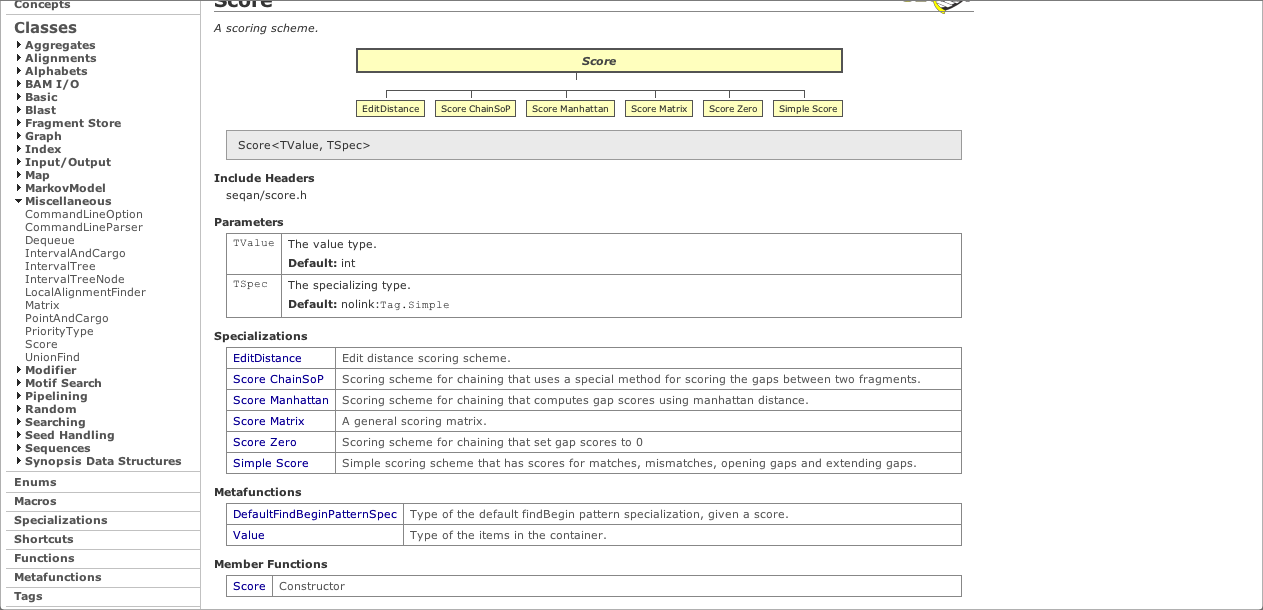 Concepts
Classes
Aggregates
Alignments
Alphabets
BAM I/O
Basic
Blast
Fragment Store
Graph
Index
Input/Output
Map
MarkovModel
Miscellaneous
CommandLineOption
CommandLineParser
Dequeue
IntervalAndCargo
IntervalTree
IntervalTreeNode
LocalAlignmentFinder
Matrix
PointAndCargo
PriorityType
Score
UnionFind
Modifier
Motif Search
Pipelining
Random
Searching
Seed Handling
Sequences
Synopsis Data Structures
Enums
Macros
Specializations
Shortcuts
Functions
Metafunctions
Tags
Score
A scoring scheme.
Score
EditDistance Score ChainSoP Score Manhattan Score Matrix Score Zero Simple Score
Score<TValue, TSpec>
Include Headers
seqan/score.h
Parameters
TValue The value type.
Default: int
TSpec The specializing type.
Default: nolink:Tag.Simple
Specializations
EditDistance Edit distance scoring scheme.
Score ChainSoP Scoring scheme for chaining that uses a special method for scoring the gaps between two fragments.
Score Manhattan Scoring scheme for chaining that computes gap scores using manhattan distance.
Score Matrix A general scoring matrix.
Score Zero Scoring scheme for chaining that set gap scores to 0
Simple Score Simple scoring scheme that has scores for matches, mismatches, opening gaps and extending gaps.
Metafunctions
DefaultFindBeginPatternSpec Type of the default findBegin pattern specialization, given a score.
Value Type of the items in the container.
Member Functions
Score Constructor